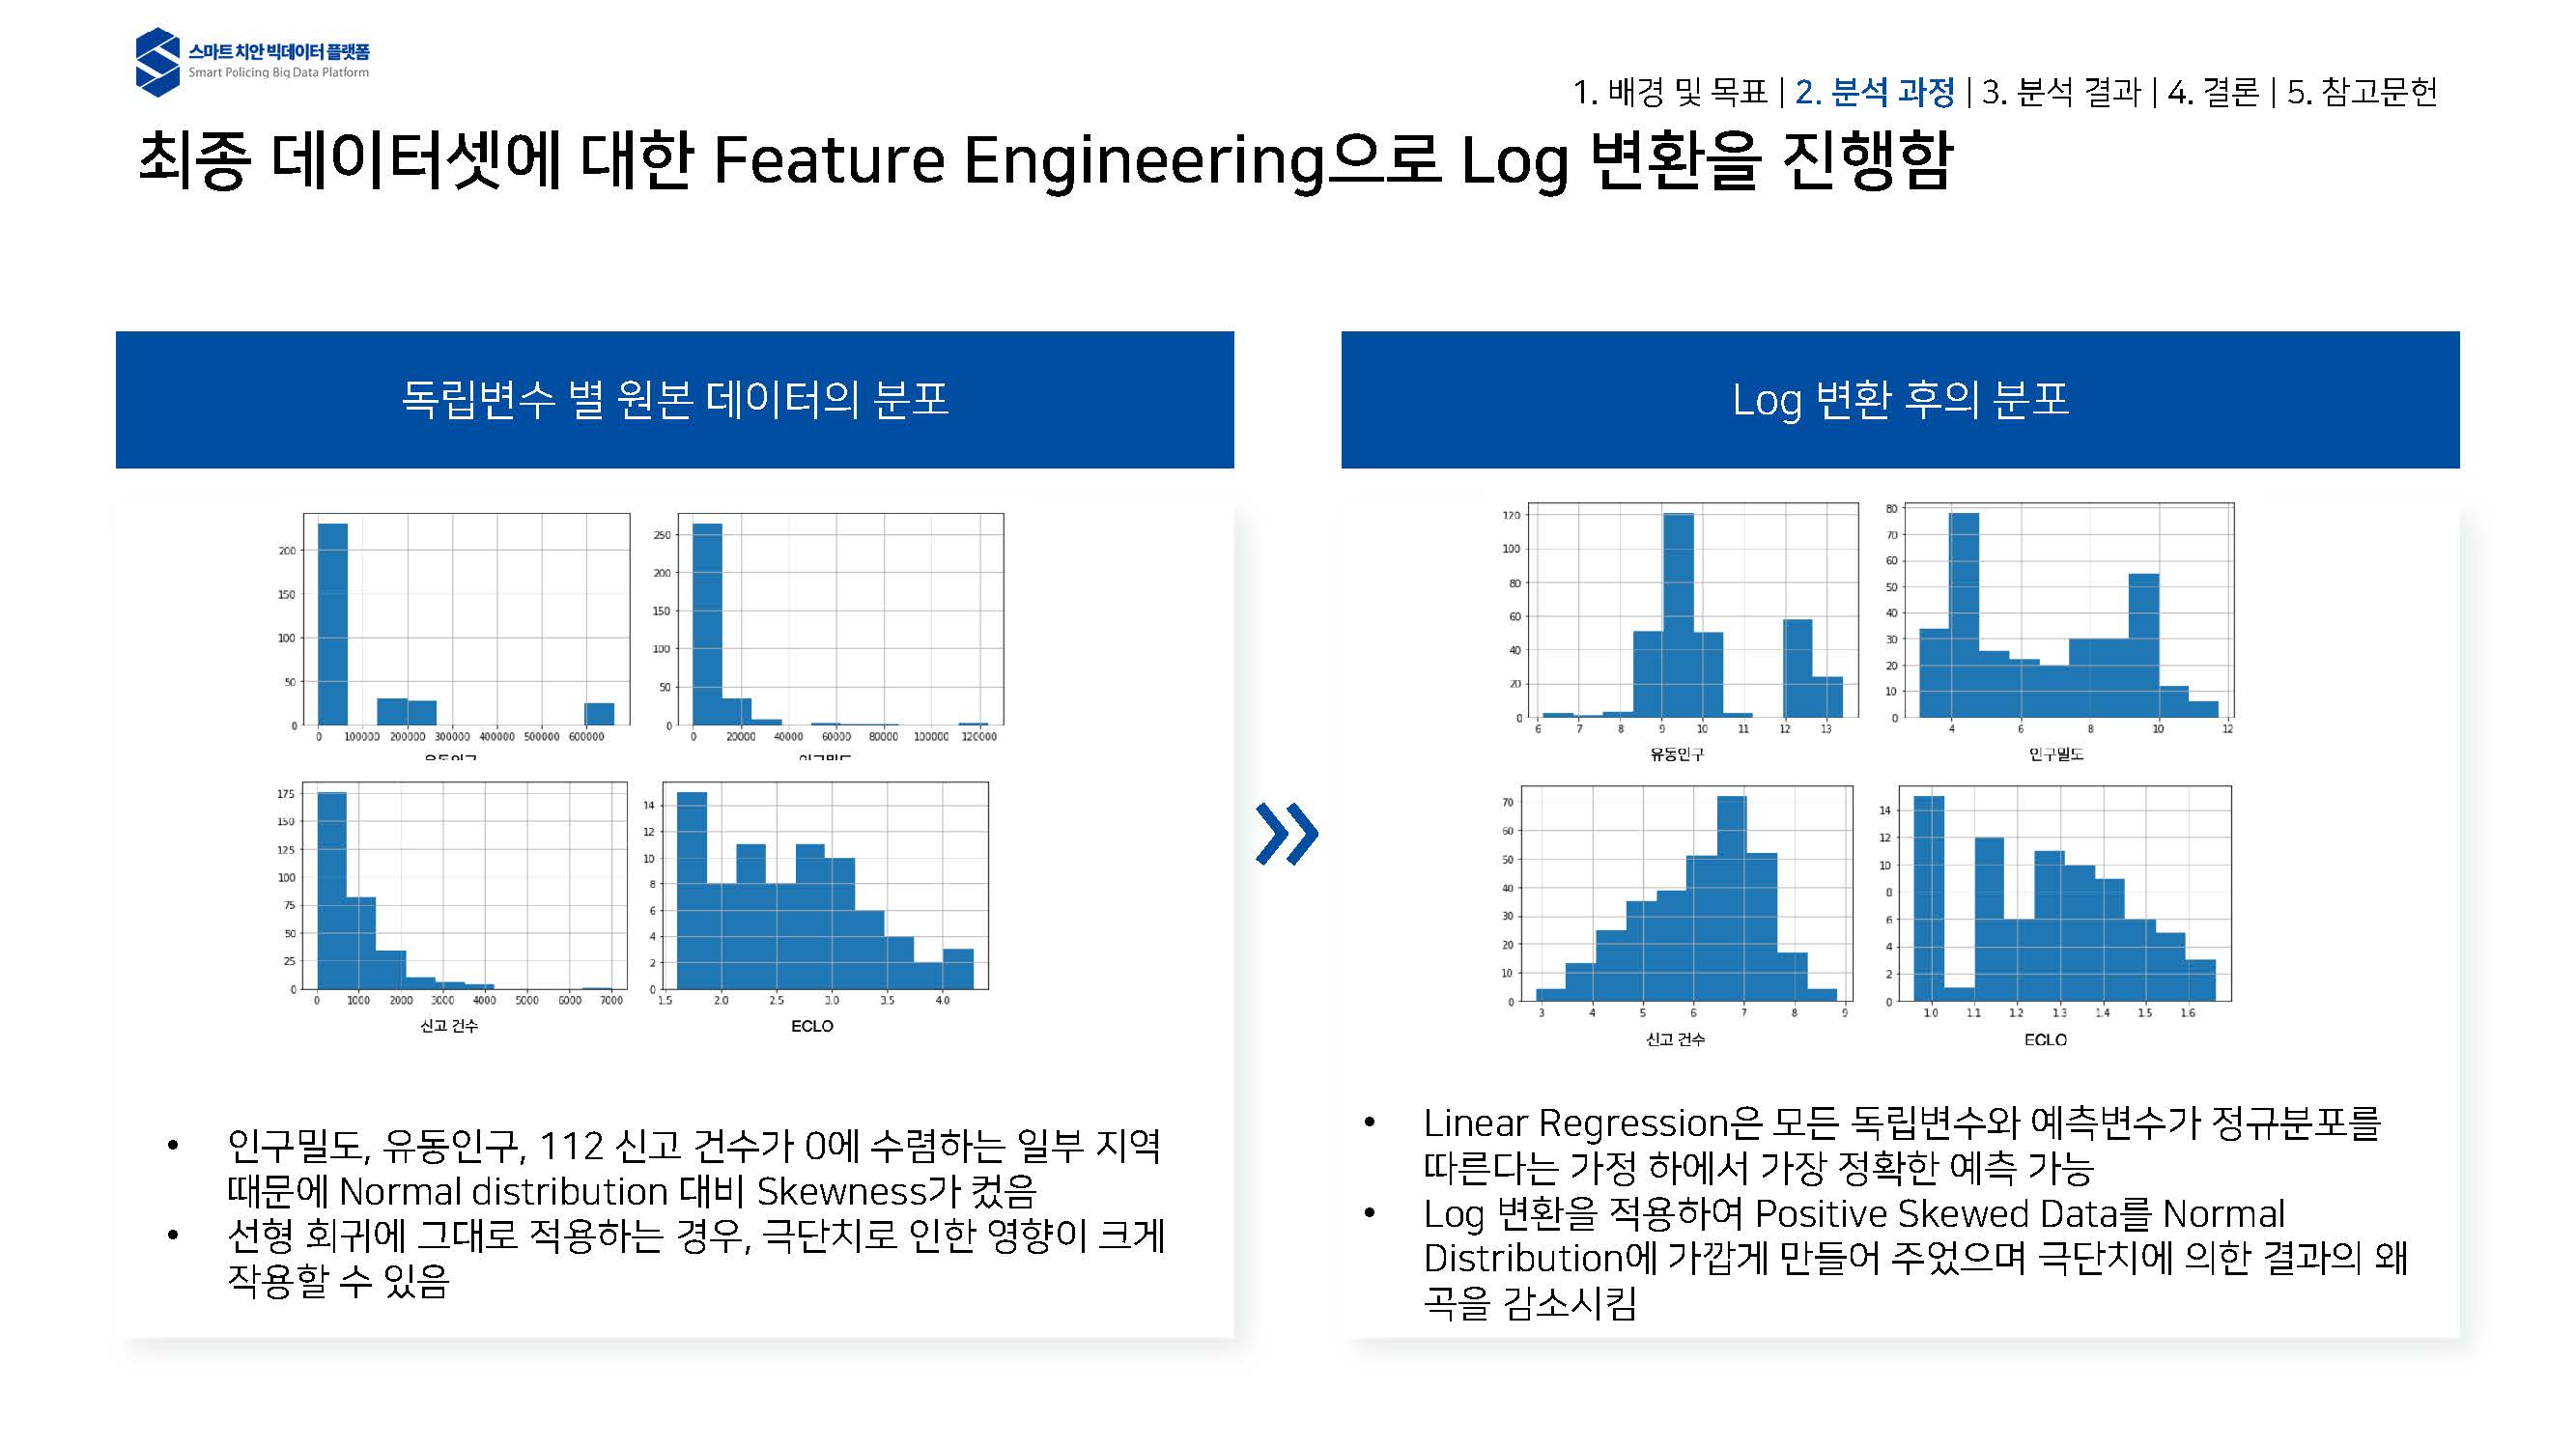 스마트 치안 빅데이터 플랫폼
Smart Policing Big Data Platform
1. 배경 및 목표 | 2. 분석 과정 | 3. 분석 결과 | 4. 결론 | 5. 참고문헌
최종 데이터셋에 대한 Feature Engineering으로 Log 변환을 진행함
독립변수 별 원본 데이터의 분포
200
150
100
50
0
0 100000 200000 300000 400000 500000 600000
250
200
150
100
50
0
0 20000 40000 60000 80000 100000 120000
175
150
125
100
75
50
25
0
0 1000 2000 3000 4000 5000 6000 7000
신고 건수
14
12
10
8
6
4
2
0
1.5 2.0 2.5 3.0 3.5 4.0
ECLO
• 인구밀도, 유동인구, 112 신고 건수가 0에 수렴하는 일부 지역
때문에 Normal distribution 대비 Skewness가 컸음
• 선형 회귀에 그대로 적용하는 경우, 극단치로 인한 영향이 크게
작용할 수 있음
Log 변환 후의 분포
120
100
80
60
40
20
0
6 7 8 9 10 11 12 13
유동인구
80
70
60
50
40
30
20
10
0
4 6 8 10 12
인구밀도
70
60
50
40
30
20
10
0
3 4 5 6 7 8 9
신고 건수
14
12
10
8
6
4
2
0
1.0 1.1 1.2 1.3 1.4 1.5 1.6
ECLO
• Linear Regression은 모든 독립변수와 예측변수가 정규분포를
따른다는 가정 하에서 가장 정확한 예측 가능
• Log 변환을 적용하여 Positive Skewed Data를 Normal
Distribution에 가깝게 만들어 주었으며 극단치에 의한 결과의 왜
곡을 감소시킴